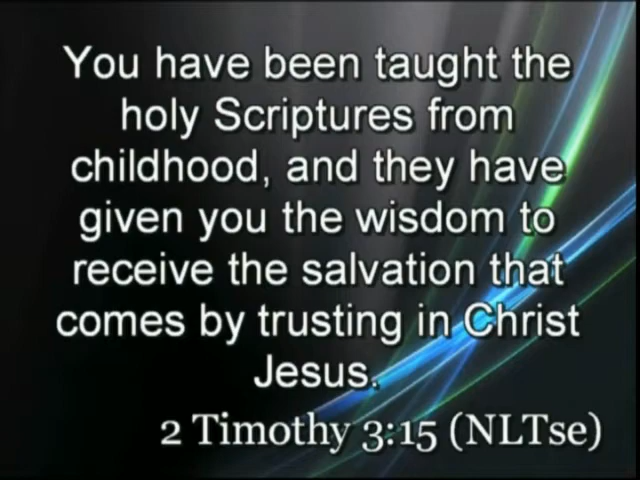 You have been taught the
holy Scriptures from
childhood, and they have
given you the wisdom to
receive the salvation that
comes by trusting in Christ
Jesus.
2 Timothy 3:15 (NLTse)